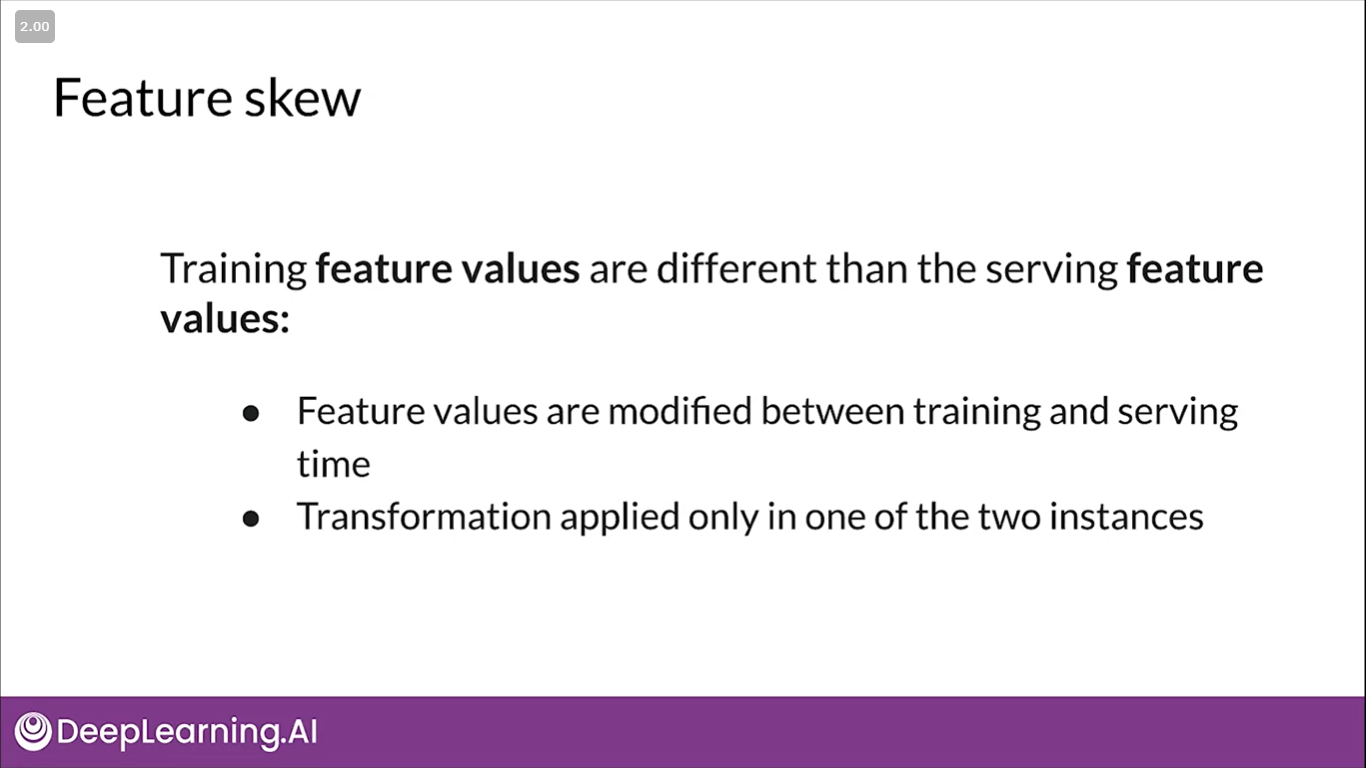 2.00
Feature skew
Training feature values are different than the serving feature
values:
● Feature values are modified between training and serving
time
● Transformation applied only in one of the two instances
DeepLearning.AI